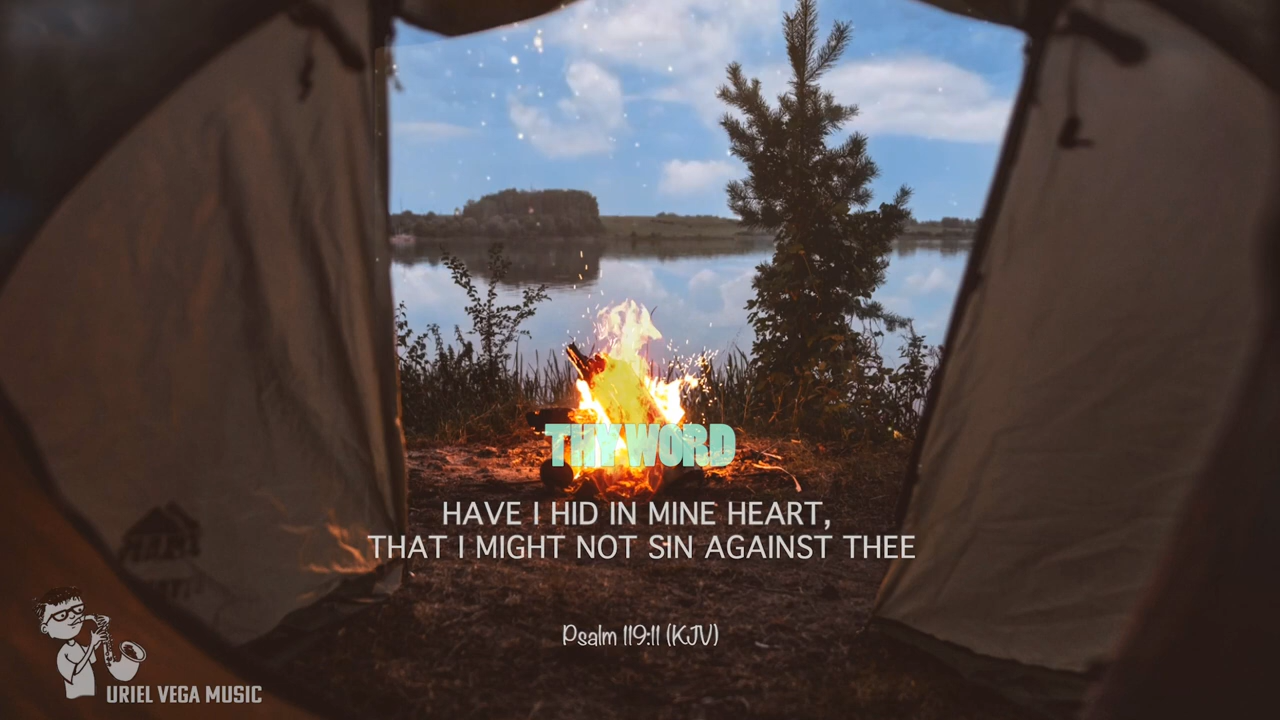 THY WORD
HAVE I HID IN MINE HEART,
THAT I MIGHT NOT SIN AGAINST THEE
Psalm 119:11 (KJV)
URIEL VEGA MUSIC